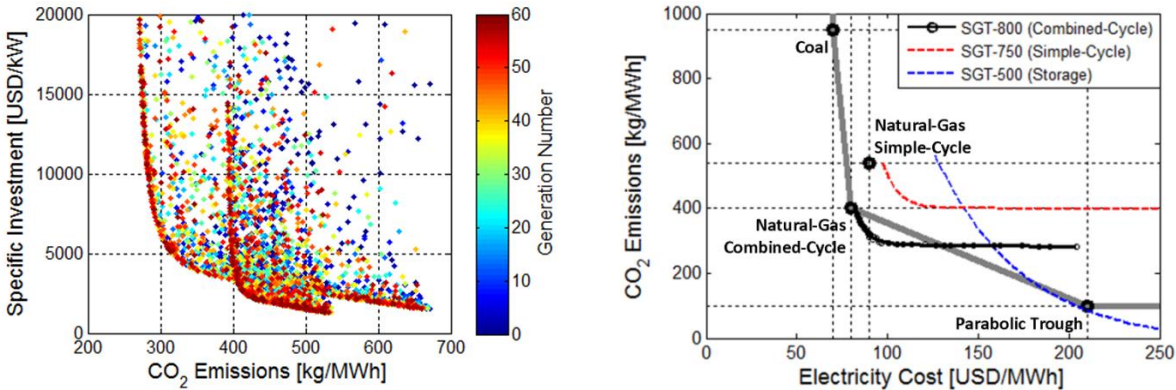 20000
15000
10000
5000
0
Specific Investment [USD/kW]
200 300 400 500 600 700
CO2 Emissions [kg/MWh]
60
50
40
30
20
10
0
Generation Number
1000
800
600
400
200
0
CO2 Emissions [kg/MWh]
SGT-800 (Combined-Cycle)
SGT-750 (Simple-Cycle)
SGT-500 (Storage)
Coal
Natural-Gas
Simple-Cycle
Natural-Gas
Combined-Cycle
Parabolic Trough
0 50 100 150 200 250
Electricity Cost [USD/MWh]